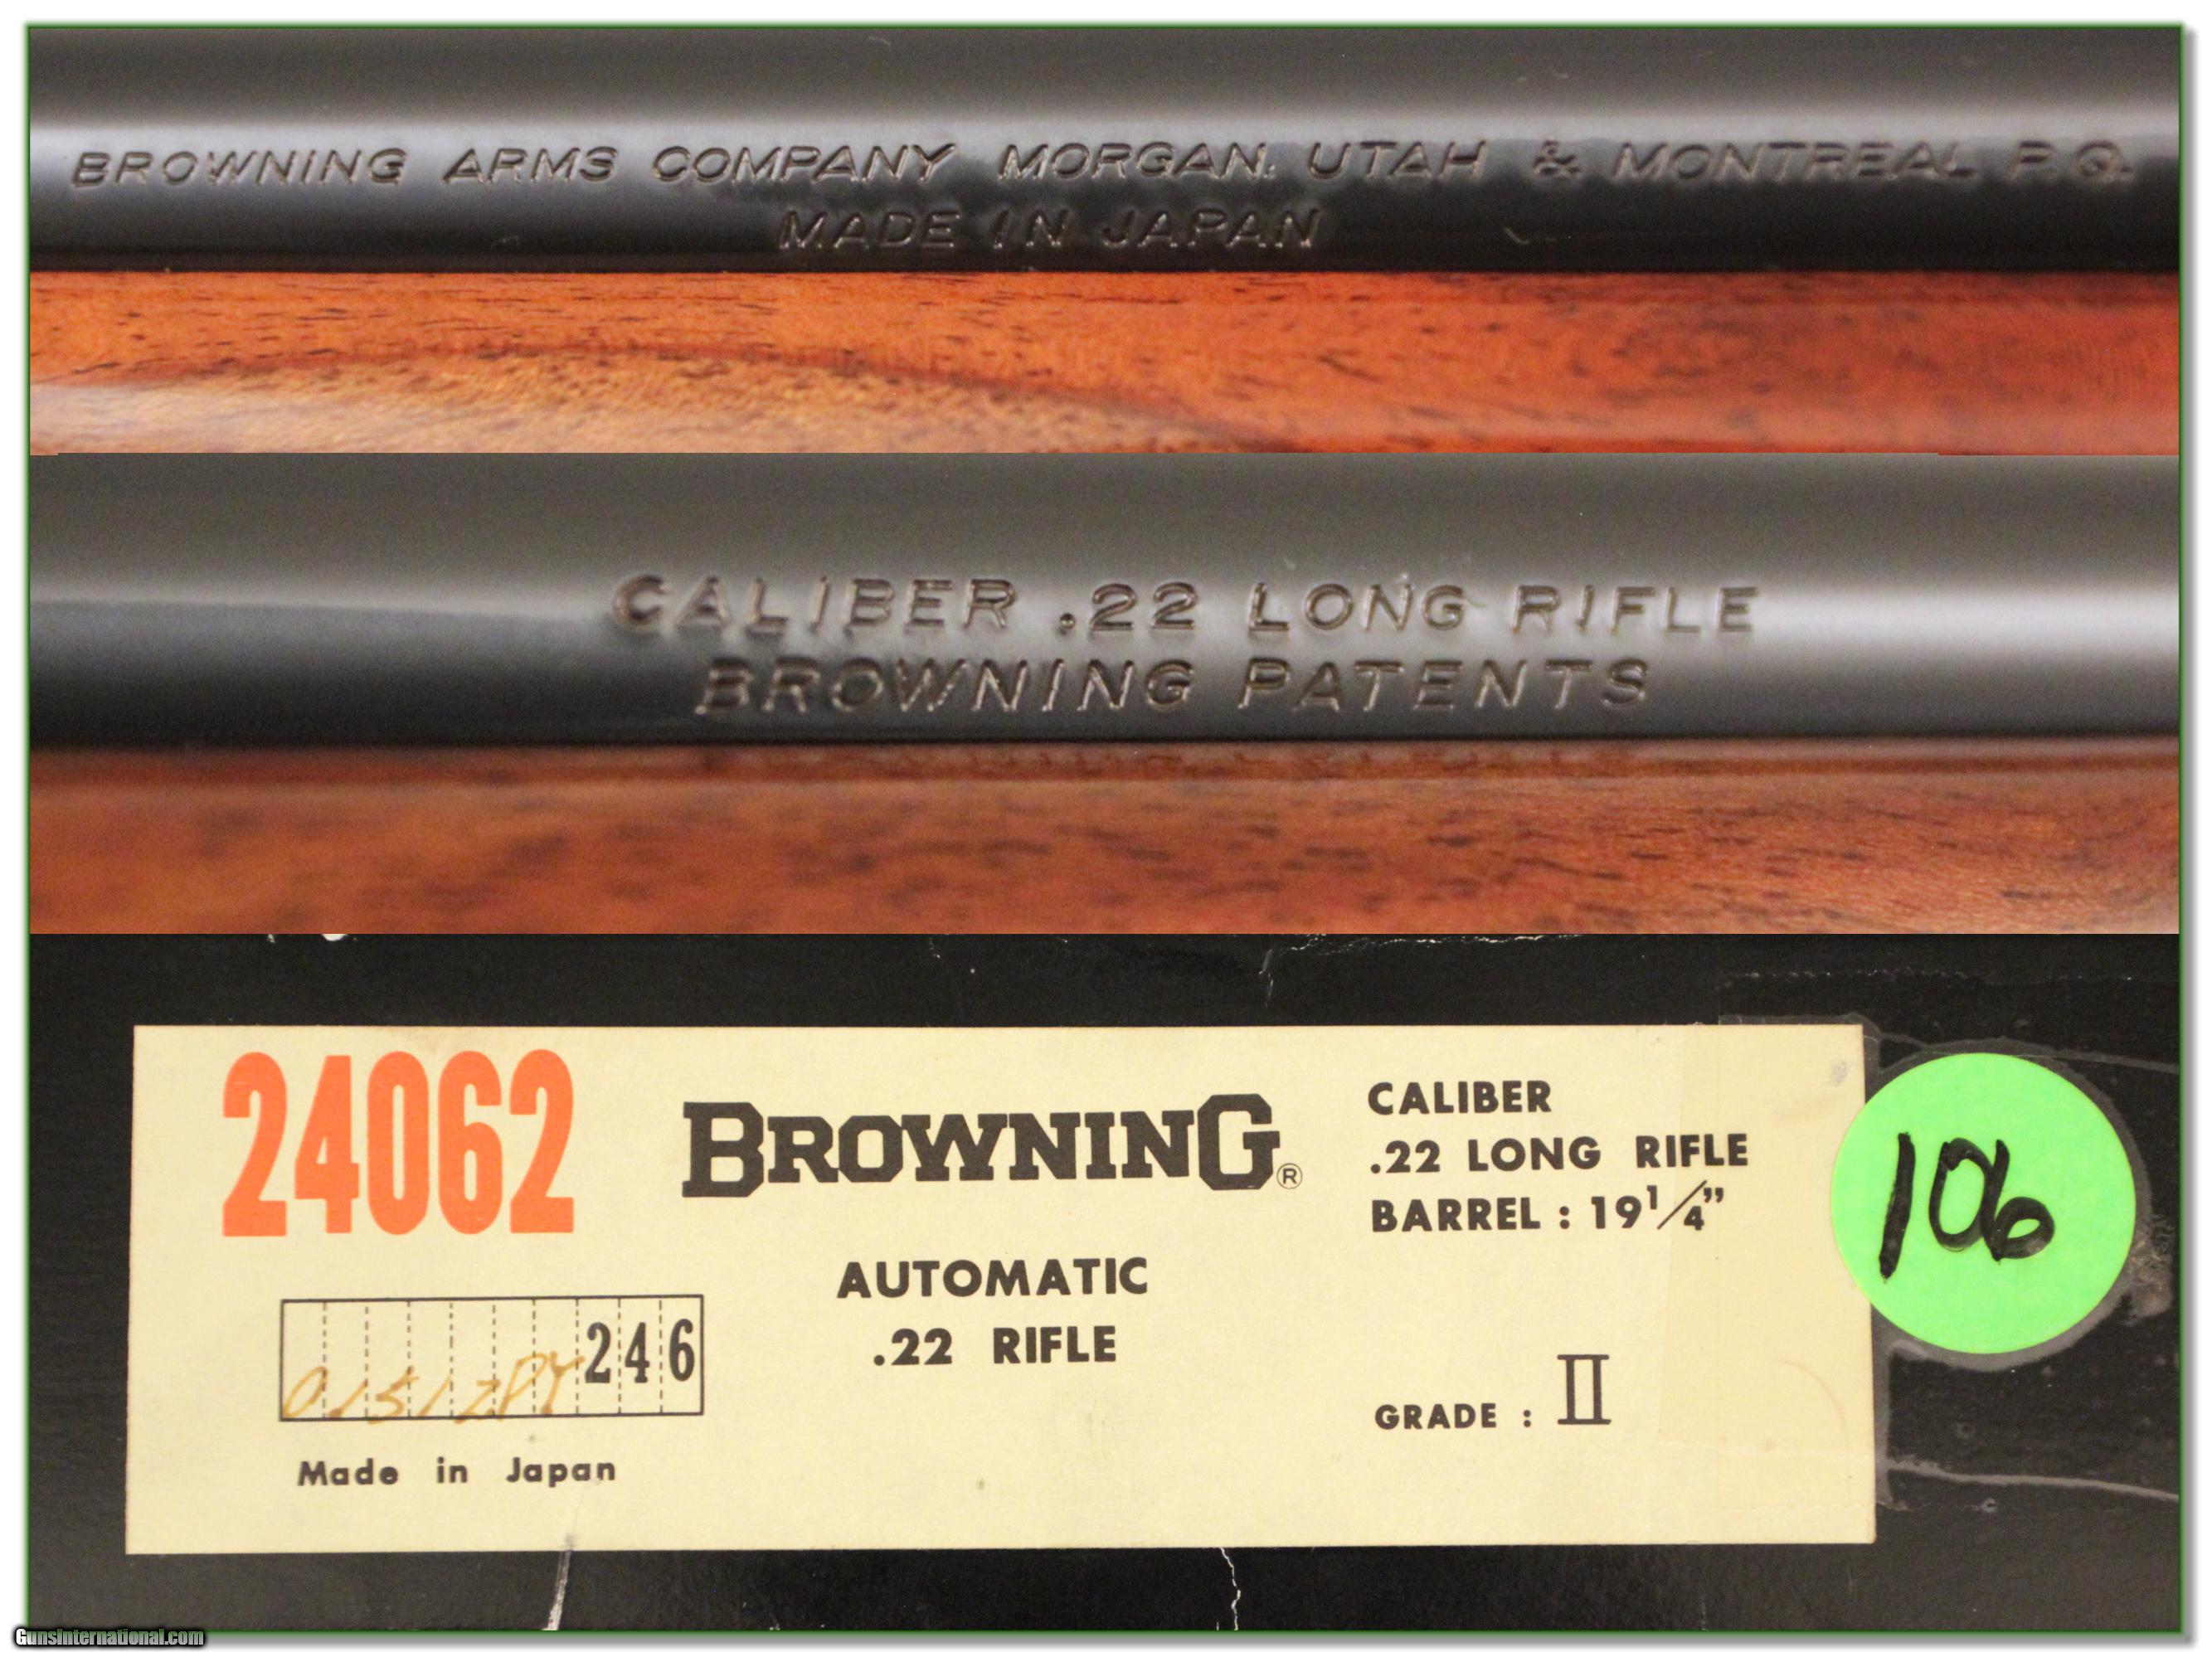 BROWNING ARMS COMPANY MORGAN, UTAH & MONTREAL P.Q.
MADE IN JAPAN
CALIBER .22 LONG RIFLE
BROWNING PATENTS
24062
BROWNING®
CALIBER
.22 LONG RIFLE
BARREL : 19 1/4"
106
AUTOMATIC
.22 RIFLE
246
GRADE : II
Made in Japan
GunsInternational.com